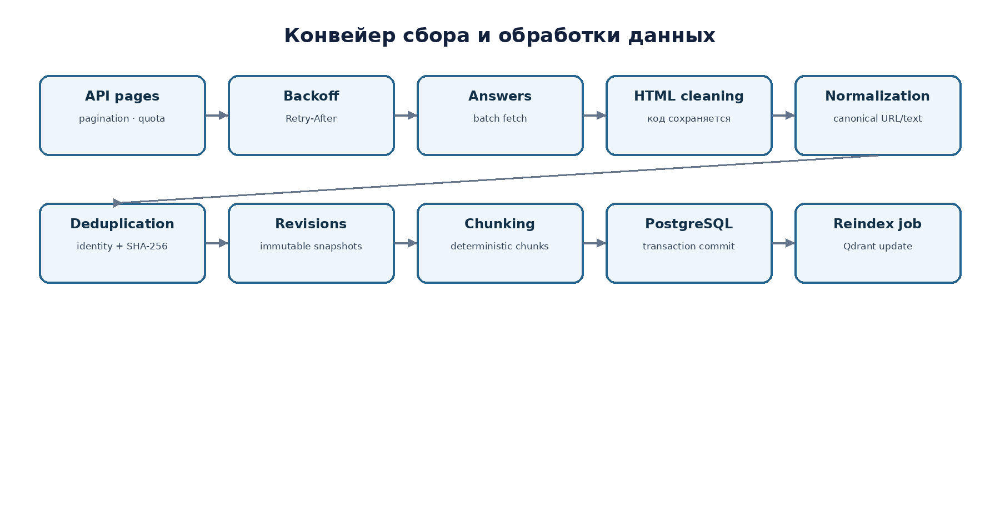 Конвейер сбора и обработки данных
API pages
pagination · quota
Backoff
Retry-After
Answers
batch fetch
HTML cleaning
код сохраняется
Normalization
canonical URL/text
Deduplication
identity + SHA-256
Revisions
immutable snapshots
Chunking
deterministic chunks
PostgreSQL
transaction commit
Reindex job
Qdrant update